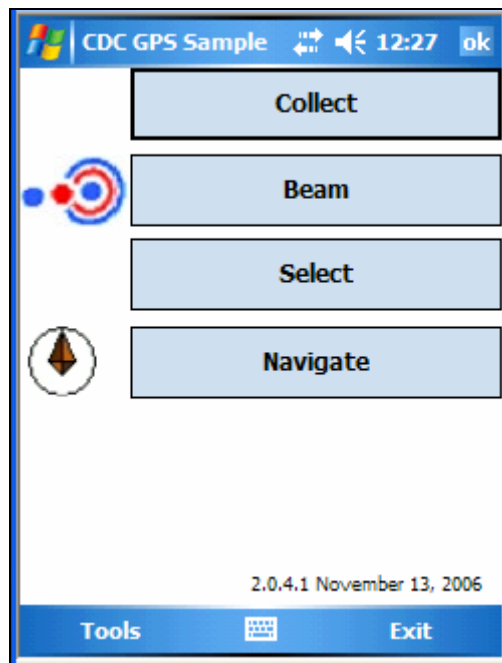 CDC GPS Sample 12:27 ok
Collect
Beam
Select
Navigate
2.0.4.1 November 13, 2006
Tools Exit